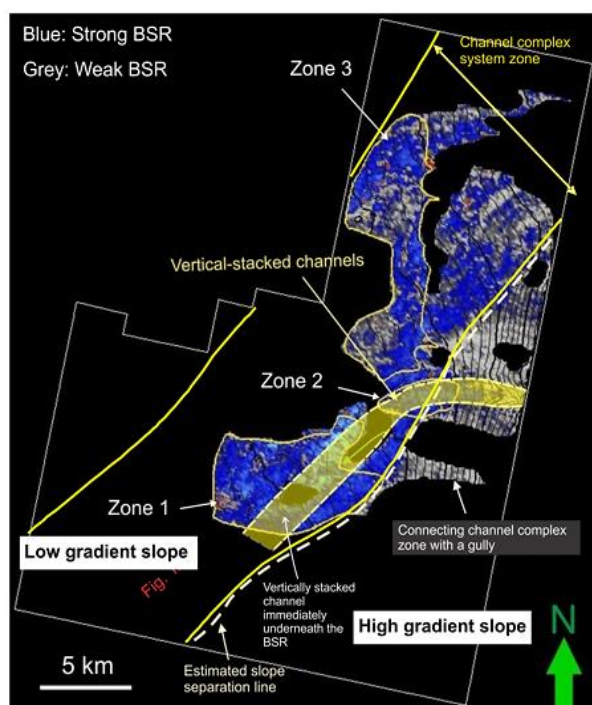 Blue: Strong BSR
Grey: Weak BSR
Channel complex
system zone
Zone 3
Vertical-stacked channels
Zone 2
Zone 1
Connecting channel complex
zone with a gully
Low gradient slope
Fig.
Vertically stacked
channel
immediately
underneath the
BSR
High gradient slope
N
Estimated slope
separation line
5 km